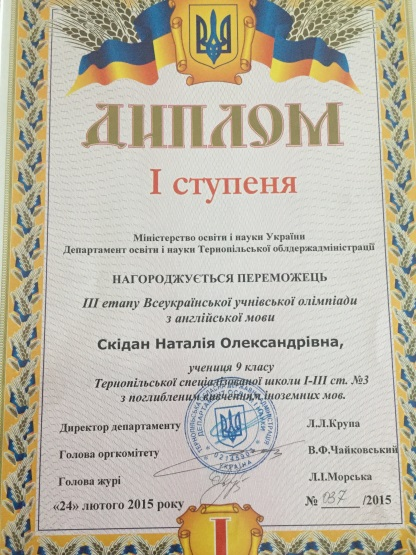 ДИПЛОМ
І ступеня
Міністерство освіти і науки України
Департамент освіти і науки Тернопільської облдержадміністрації
НАГОРОДЖУЄТЬСЯ ПЕРЕМОЖЕЦЬ
ІІІ етапу Всеукраїнської учнівської олімпіади
з англійської мови
Скідан Наталія Олександрівна,
учениця 9 класу
Тернопільської спеціалізованої школи І-ІІІ ст. №3
з поглибленим вивченням іноземних мов.
Директор департаменту Л.Л.Крупа
Голова оргкомітету В.Ф.Чайковський
Голова журі Л.І.Морська
«24» лютого 2015 року № 037 /2015
УКРАЇНА
І